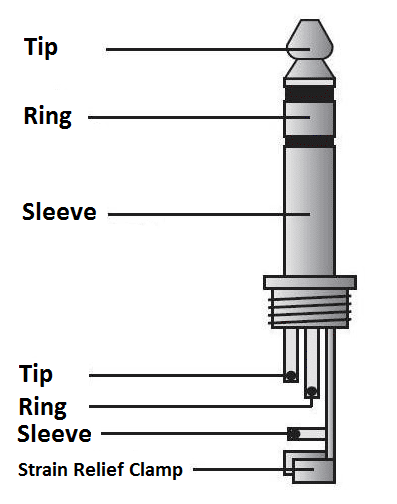 Tip
Ring
Sleeve
Tip
Ring
Sleeve
Strain Relief Clamp